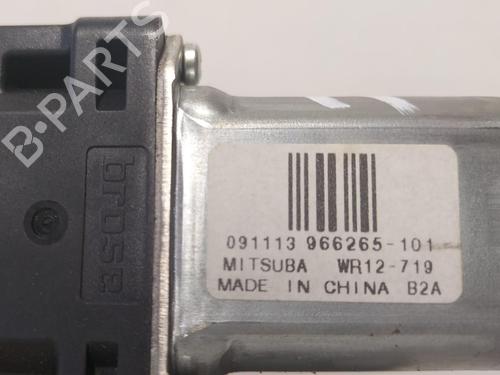 brose
091113 966265-101
MITSUBA WR12-719
MADE IN CHINA B2A
B-PARTS